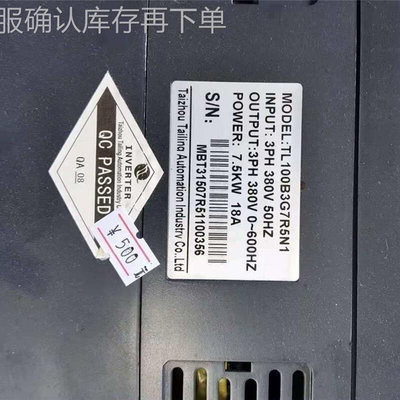 服确认库存再下单
MODEL:TL100B3G7R5N1
INPUT: 3PH 380V 50HZ
OUTPUT:3PH 380V 0~600HZ
POWER: 7.5KW 18A
S/N:
MBT31507R51100356
Taizhou Tailino Automation Industry Co.,Ltd
INVERTER
QC PASSED
QA 08
¥500